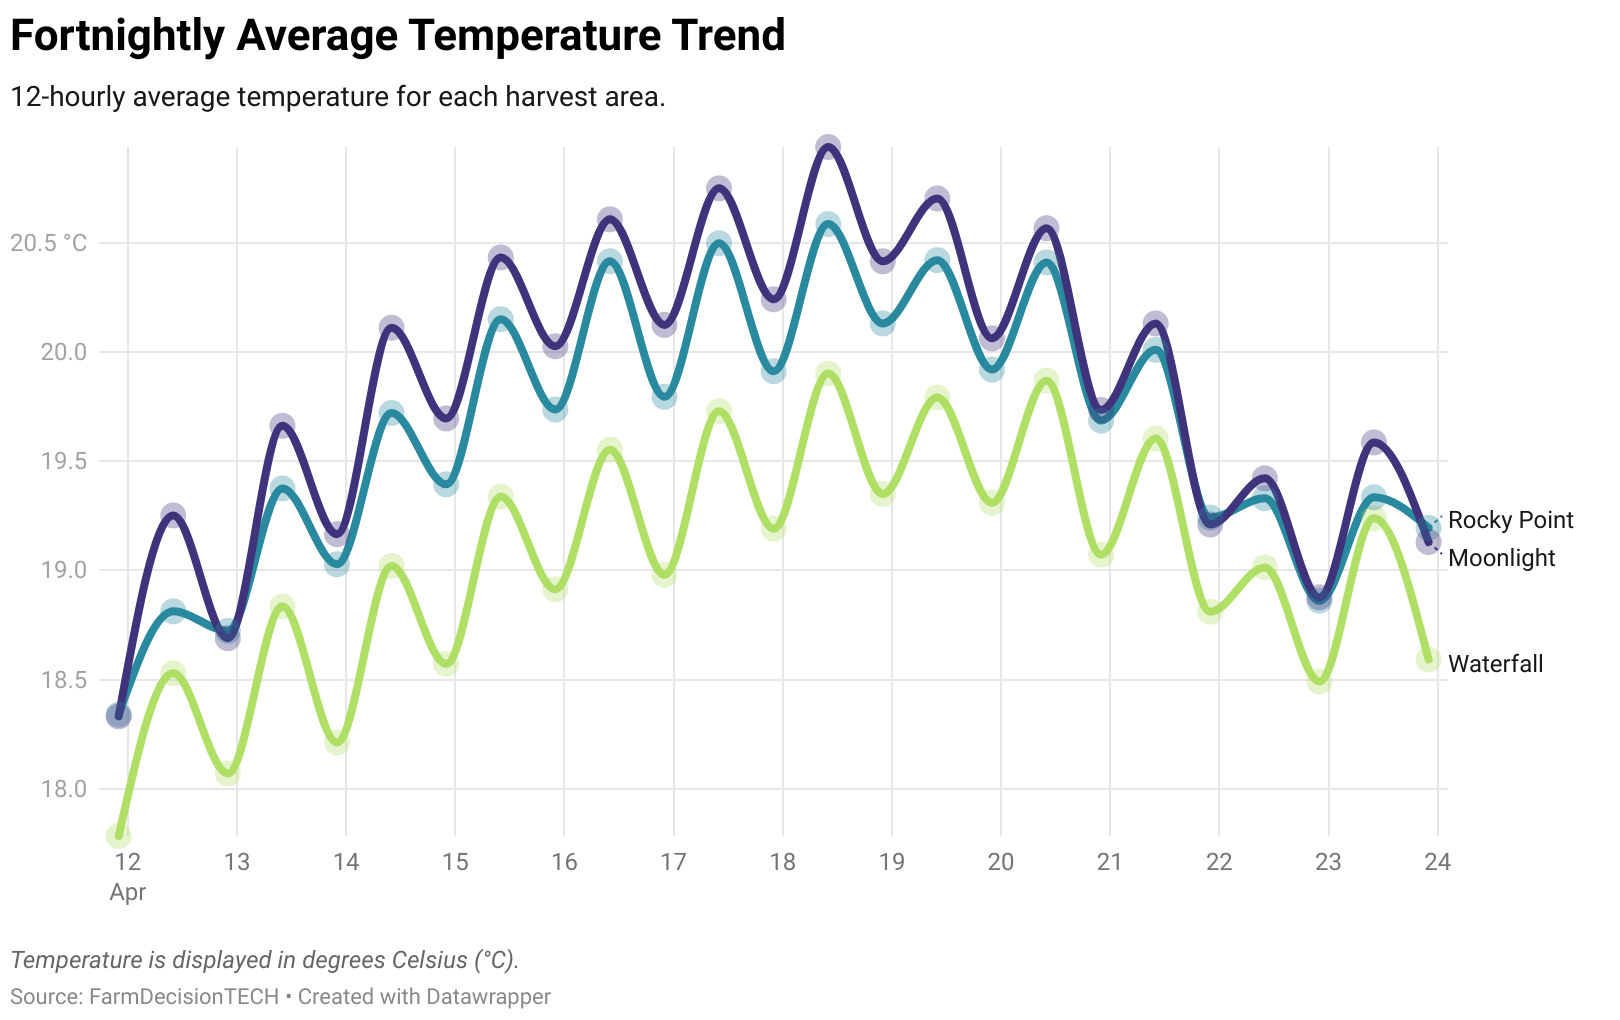 Fortnightly Average Temperature Trend
12-hourly average temperature for each harvest area.
20.5 °C
20.0
19.5
19.0
18.5
18.0
Rocky Point
Moonlight
Waterfall
12 13 14 15 16 17 18 19 20 21 22 23 24
Apr
Temperature is displayed in degrees Celsius (°C).
Source: FarmDecisionTECH • Created with Datawrapper